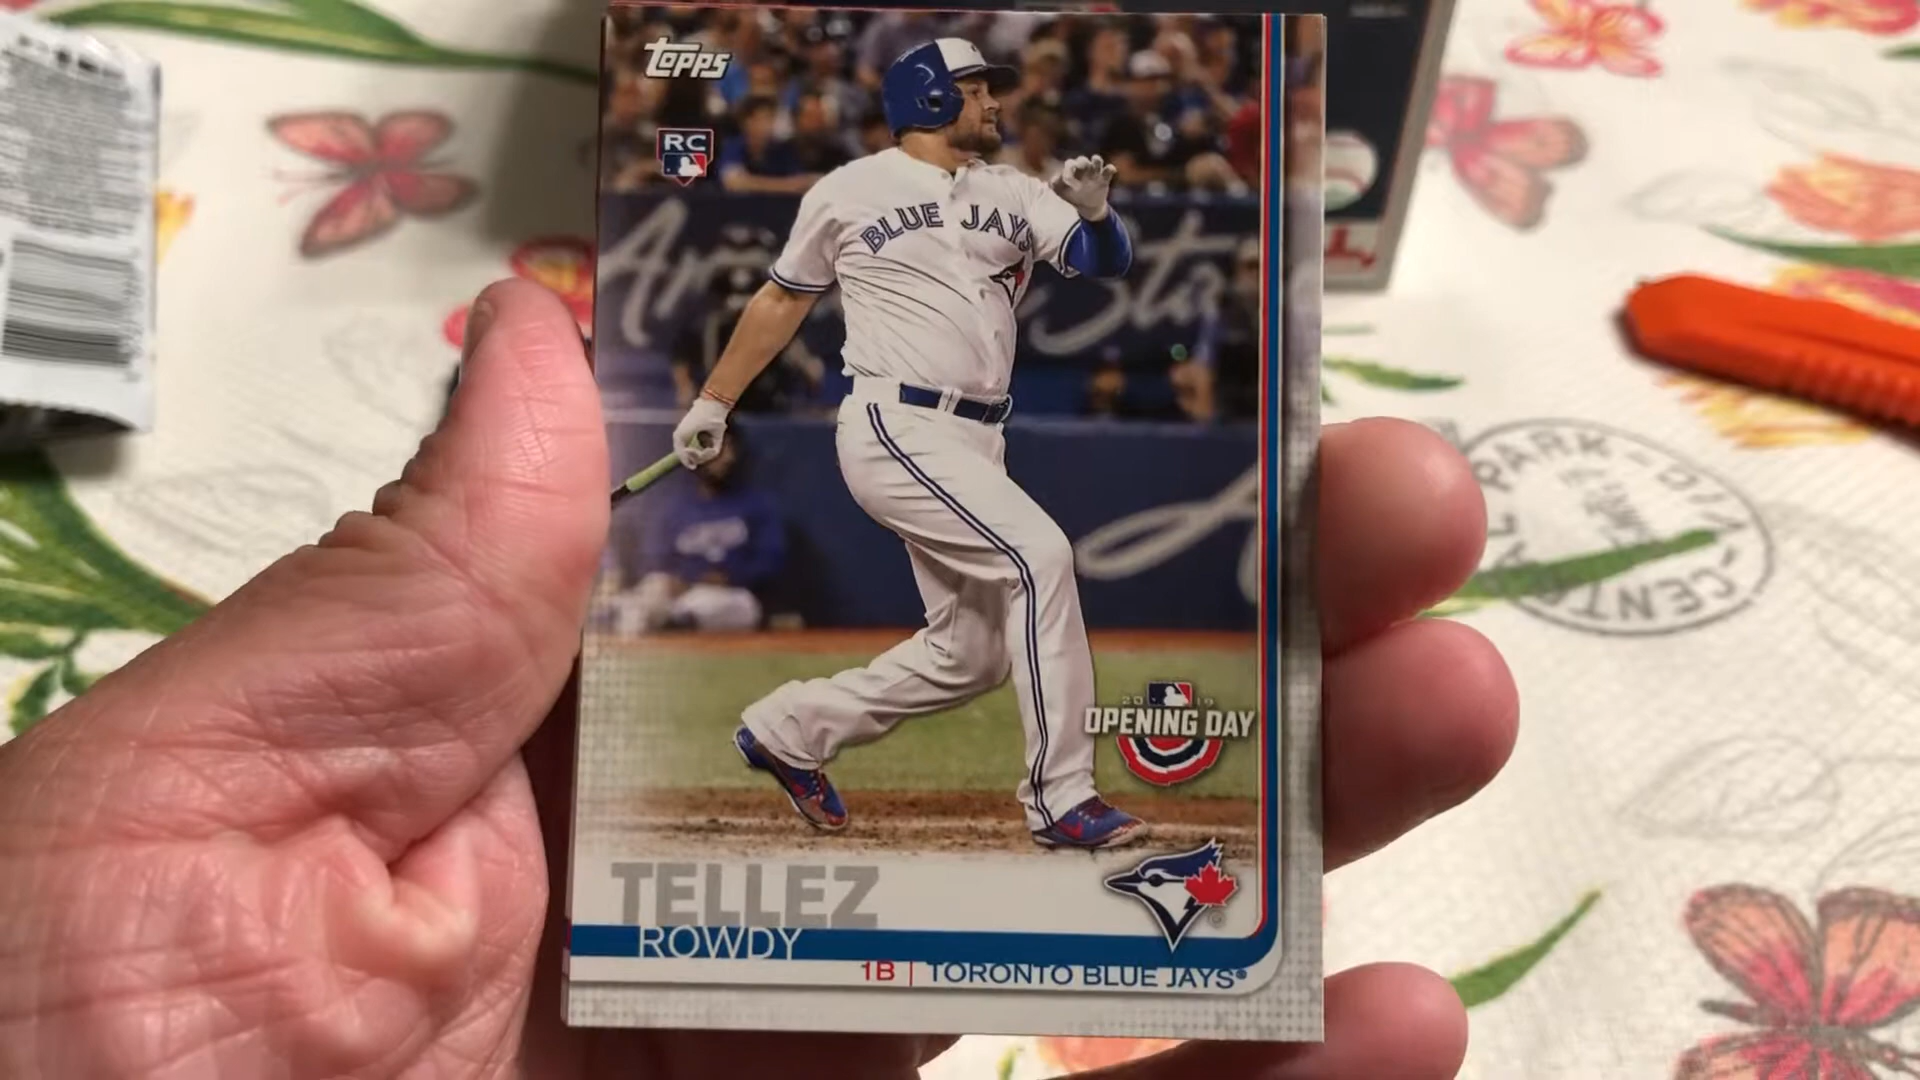 Topps
RC
BLUE JAYS
2019
OPENING DAY
TELLEZ
ROWDY
1B | TORONTO BLUE JAYS®
PARK
CENTRAL